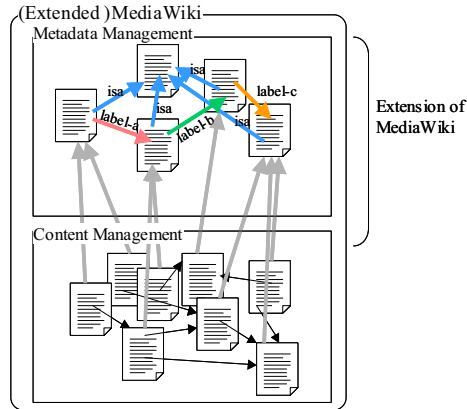 (Extended )MediaWiki
Metadata Management
isa
isa
label-c
isa
label-a
label-b
isa
Extension of
MediaWiki
Content Management